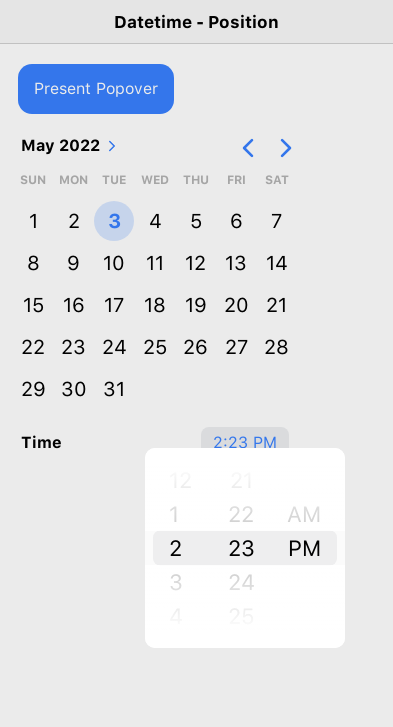 Datetime - Position
Present Popover
May 2022
SUN MON TUE WED THU FRI SAT
1 2 3 4 5 6 7
8 9 10 11 12 13 14
15 16 17 18 19 20 21
22 23 24 25 26 27 28
29 30 31
Time 2:23 PM
12 21
1 22 AM
2 23 PM
3 24
4 25